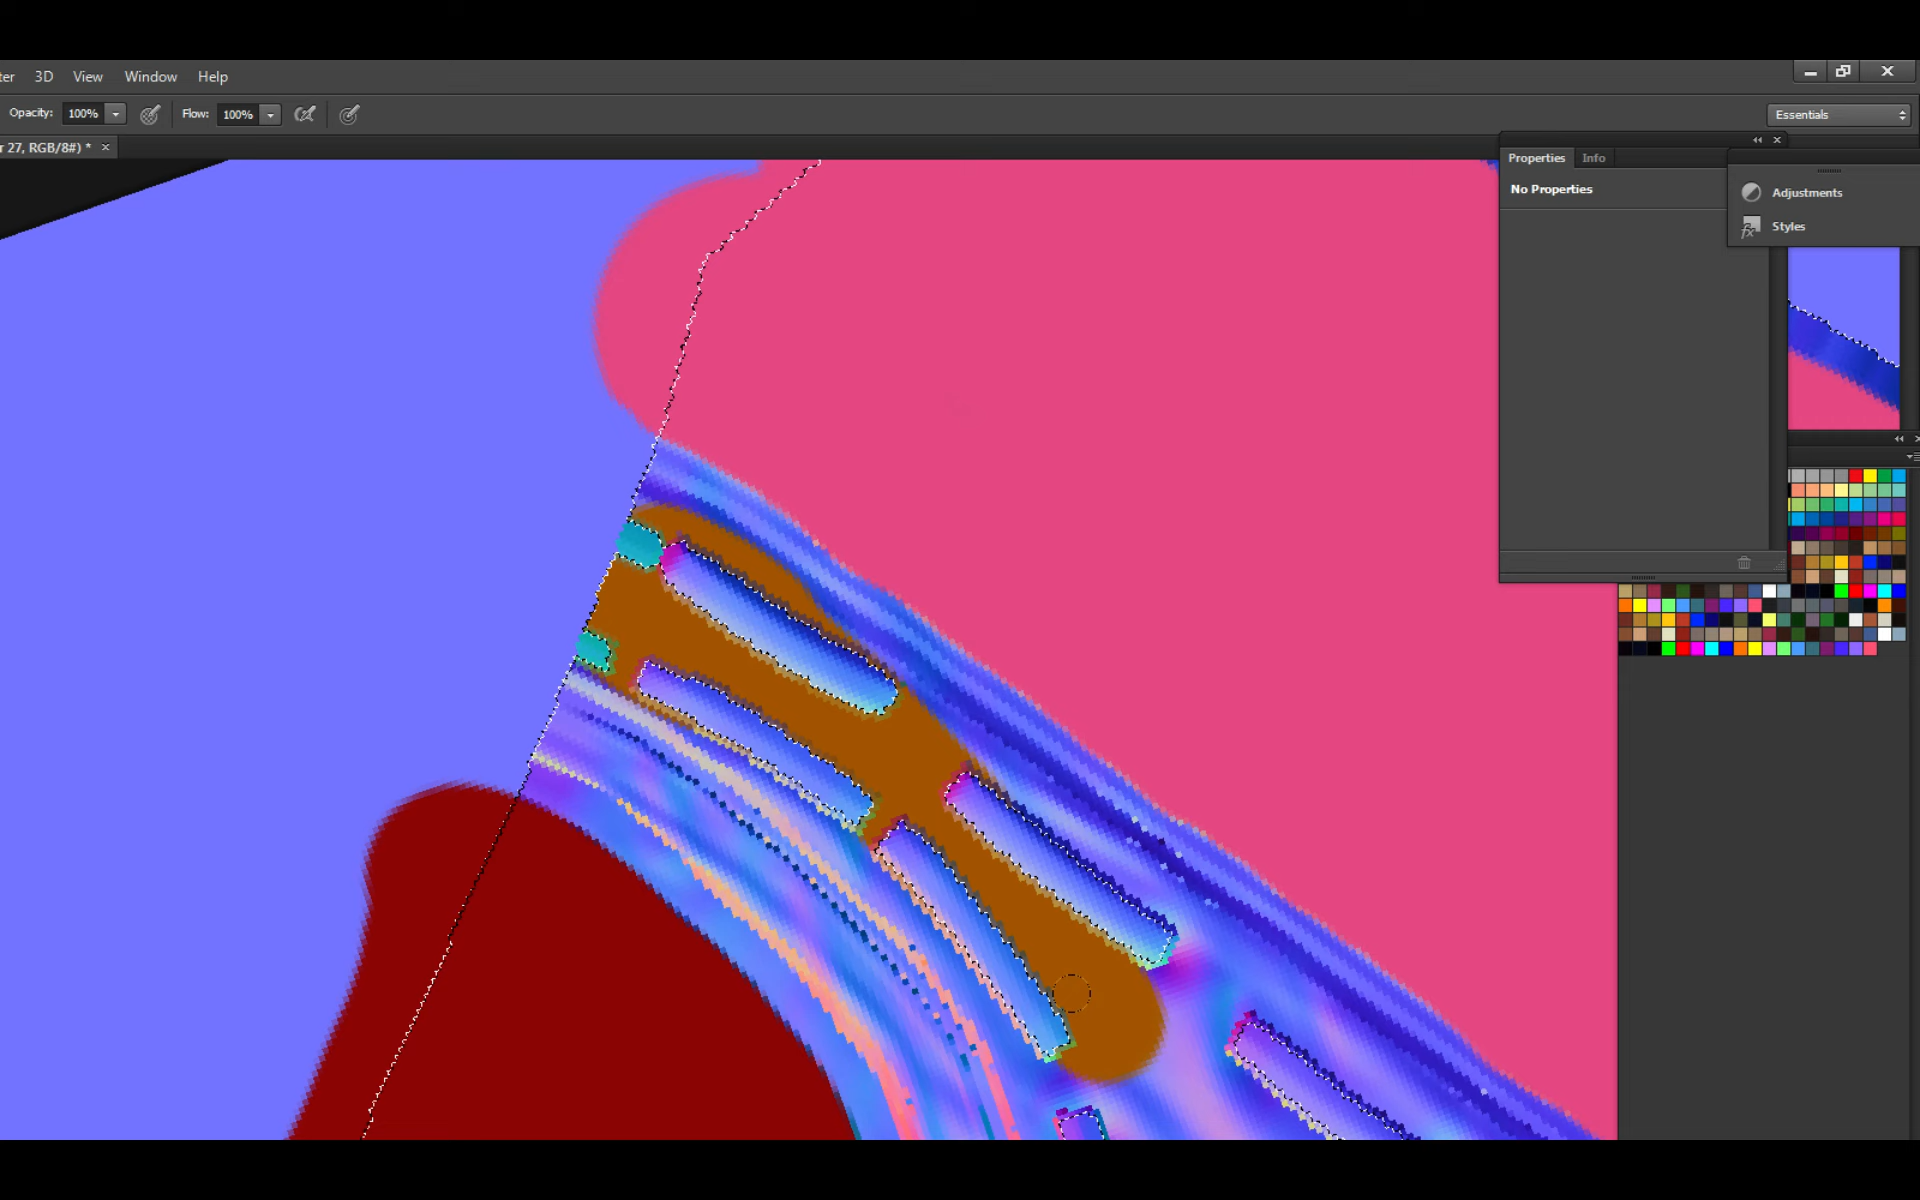 ter 3D View Window Help
Opacity: 100% Flow: 100% Essentials
r 27, RGB/8#) * ×
Properties Info
No Properties
Adjustments
Styles